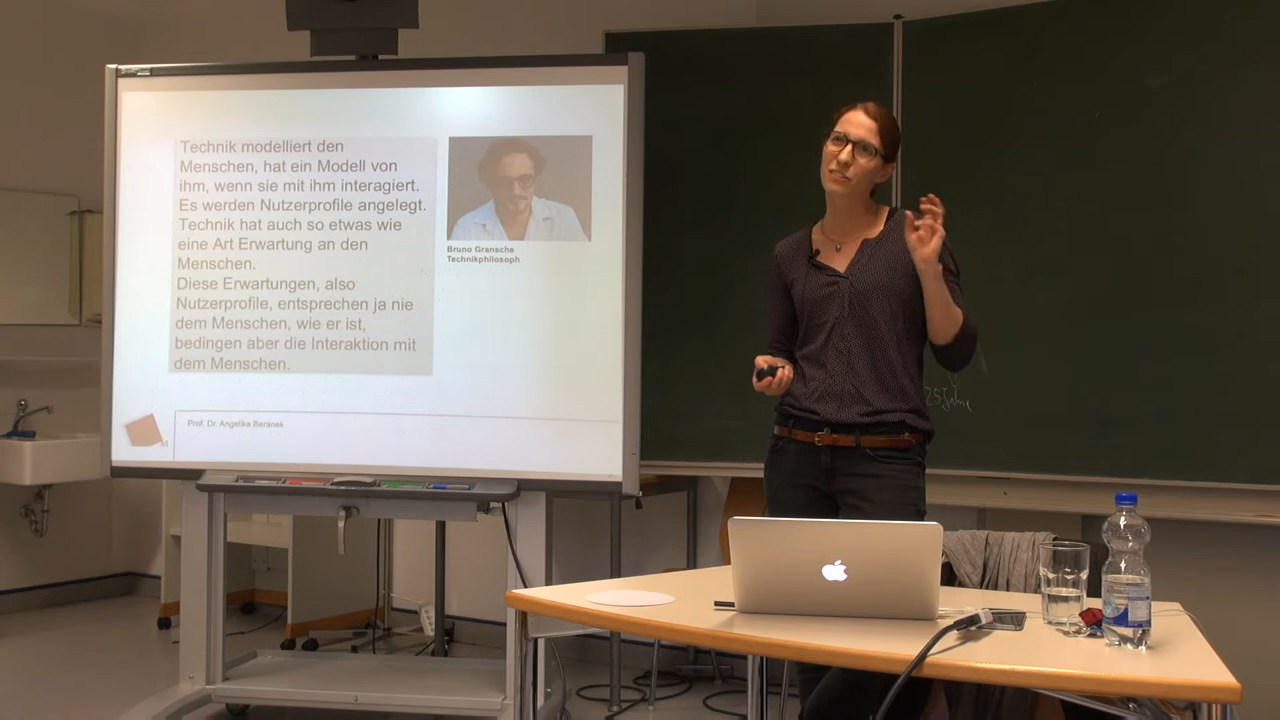 Technik modelliert den
Menschen, hat ein Modell von
ihm, wenn sie mit ihm interagiert.
Es werden Nutzerprofile angelegt.
Technik hat auch so etwas wie
eine Art Erwartung an den
Menschen.
Diese Erwartungen, also
Nutzerprofile, entsprechen ja nie
dem Menschen, wie er ist,
bedingen aber die Interaktion mit
dem Menschen.
Bruno Gransche
Technikphilosoph
Prof. Dr. Angelika Beranek
M
25 Jahre